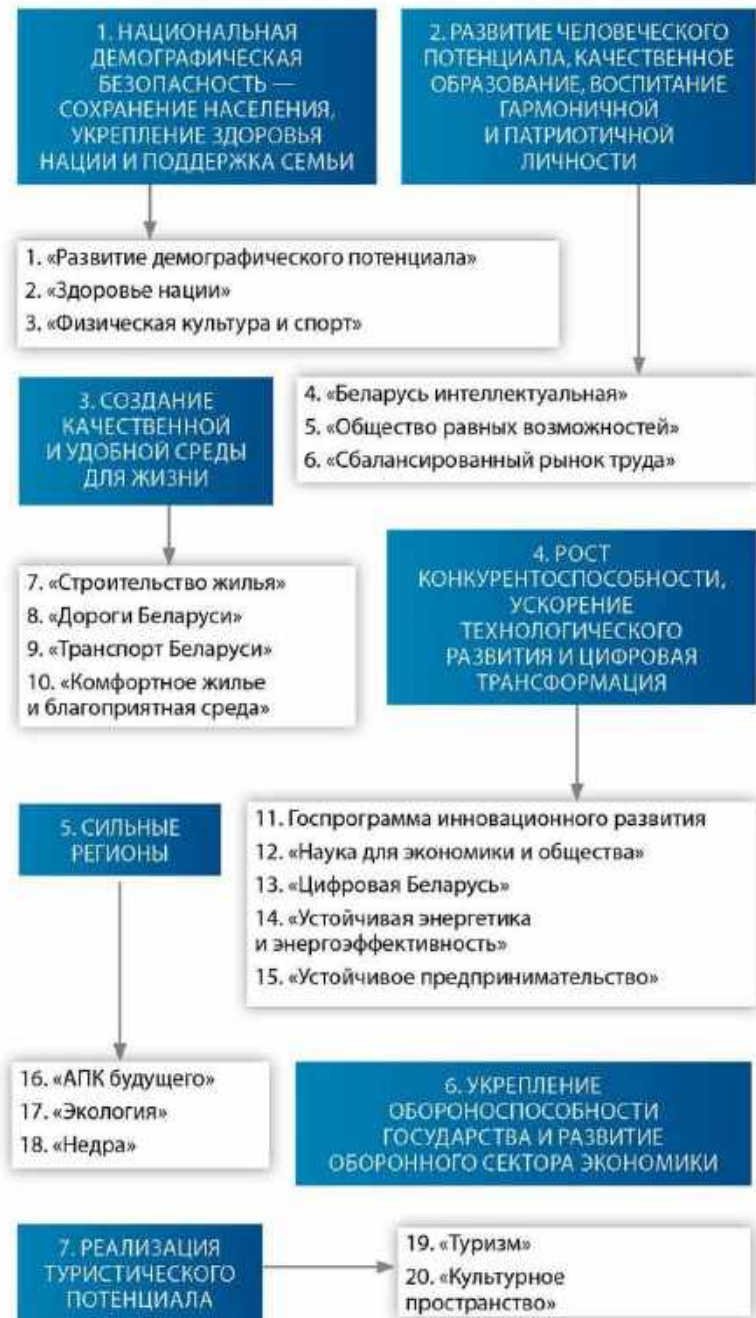 1. НАЦИОНАЛЬНАЯ
ДЕМОГРАФИЧЕСКАЯ
БЕЗОПАСНОСТЬ —
СОХРАНЕНИЕ НАСЕЛЕНИЯ,
УКРЕПЛЕНИЕ ЗДОРОВЬЯ
НАЦИИ И ПОДДЕРЖКА СЕМЬИ
2. РАЗВИТИЕ ЧЕЛОВЕЧЕСКОГО
ПОТЕНЦИАЛА, КАЧЕСТВЕННОЕ
ОБРАЗОВАНИЕ, ВОСПИТАНИЕ
ГАРМОНИЧНОЙ
И ПАТРИОТИЧНОЙ
ЛИЧНОСТИ
1. «Развитие демографического потенциала»
2. «Здоровье нации»
3. «Физическая культура и спорт»
4. «Беларусь интеллектуальная»
5. «Общество равных возможностей»
6. «Сбалансированный рынок труда»
3. СОЗДАНИЕ
КАЧЕСТВЕННОЙ
И УДОБНОЙ СРЕДЫ
ДЛЯ ЖИЗНИ
7. «Строительство жилья»
8. «Дороги Беларуси»
9. «Транспорт Беларуси»
10. «Комфортное жилье
и благоприятная среда»
4. РОСТ
КОНКУРЕНТОСПОСОБНОСТИ,
УСКОРЕНИЕ
ТЕХНОЛОГИЧЕСКОГО
РАЗВИТИЯ И ЦИФРОВАЯ
ТРАНСФОРМАЦИЯ
11. Госпрограмма инновационного развития
12. «Наука для экономики и общества»
13. «Цифровая Беларусь»
14. «Устойчивая энергетика
и энергоэффективность»
15. «Устойчивое предпринимательство»
5. СИЛЬНЫЕ
РЕГИОНЫ
16. «АПК будущего»
17. «Экология»
18. «Недра»
6. УКРЕПЛЕНИЕ
ОБОРОНОСПОСОБНОСТИ
ГОСУДАРСТВА И РАЗВИТИЕ
ОБОРОННОГО СЕКТОРА ЭКОНОМИКИ
7. РЕАЛИЗАЦИЯ
ТУРИСТИЧЕСКОГО
ПОТЕНЦИАЛА
19. «Туризм»
20. «Культурное
пространство»